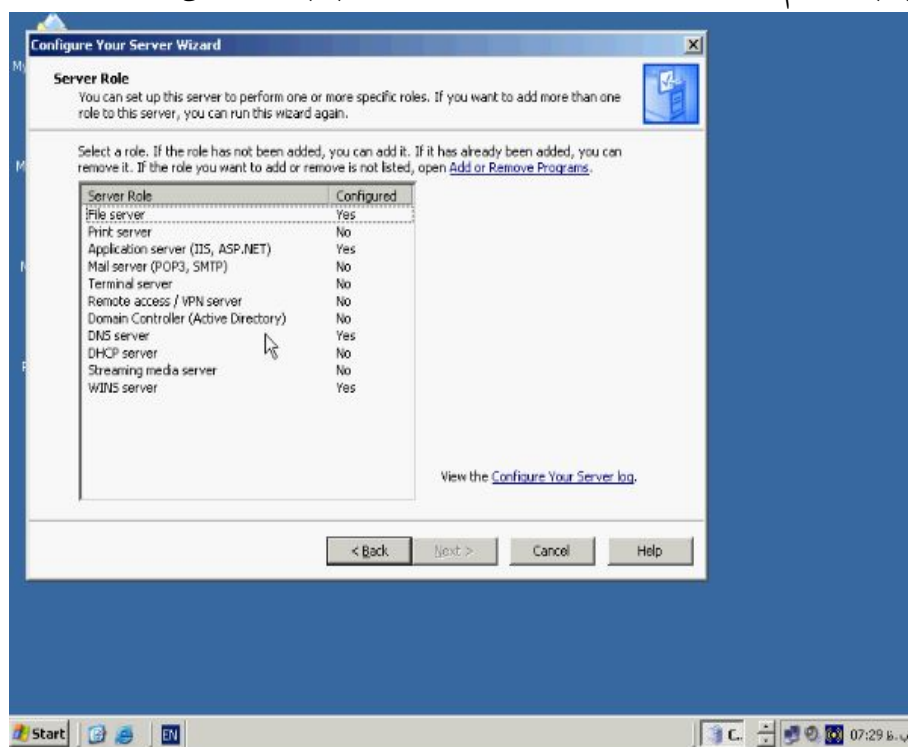 Configure Your Server Wizard
Server Role
You can set up this server to perform one or more specific roles. If you want to add more than one
role to this server, you can run this wizard again.
Select a role. If the role has not been added, you can add it. If it has already been added, you can
remove it. If the role you want to add or remove is not listed, open Add or Remove Programs.
Server Role Configured
File server Yes
Print server No
Application server (IIS, ASP.NET) Yes
Mail server (POP3, SMTP) No
Terminal server No
Remote access / VPN server No
Domain Controller (Active Directory) No
DNS server Yes
DHCP server No
Streaming media server No
WINS server Yes
View the Configure Your Server log.
< Back Next > Cancel Help
Start EN C... 07:29 ب.ظ